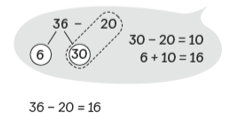 36 − 20
6 30
30 − 20 = 10
6 + 10 = 16
36 − 20 = 16